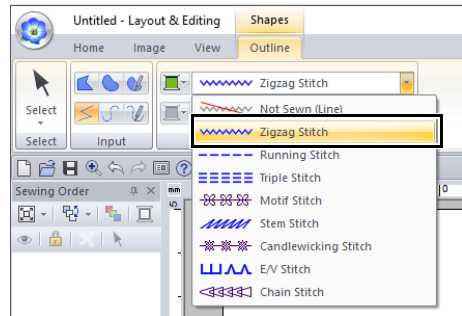 Untitled - Layout & Editing Shapes
Home Image View Outline
Zigzag Stitch
Select
Select Input
Not Sewn (Line)
Zigzag Stitch
Running Stitch
Triple Stitch
Motif Stitch
Stem Stitch
Candlewicking Stitch
E/V Stitch
Chain Stitch
Sewing Order
mm
0